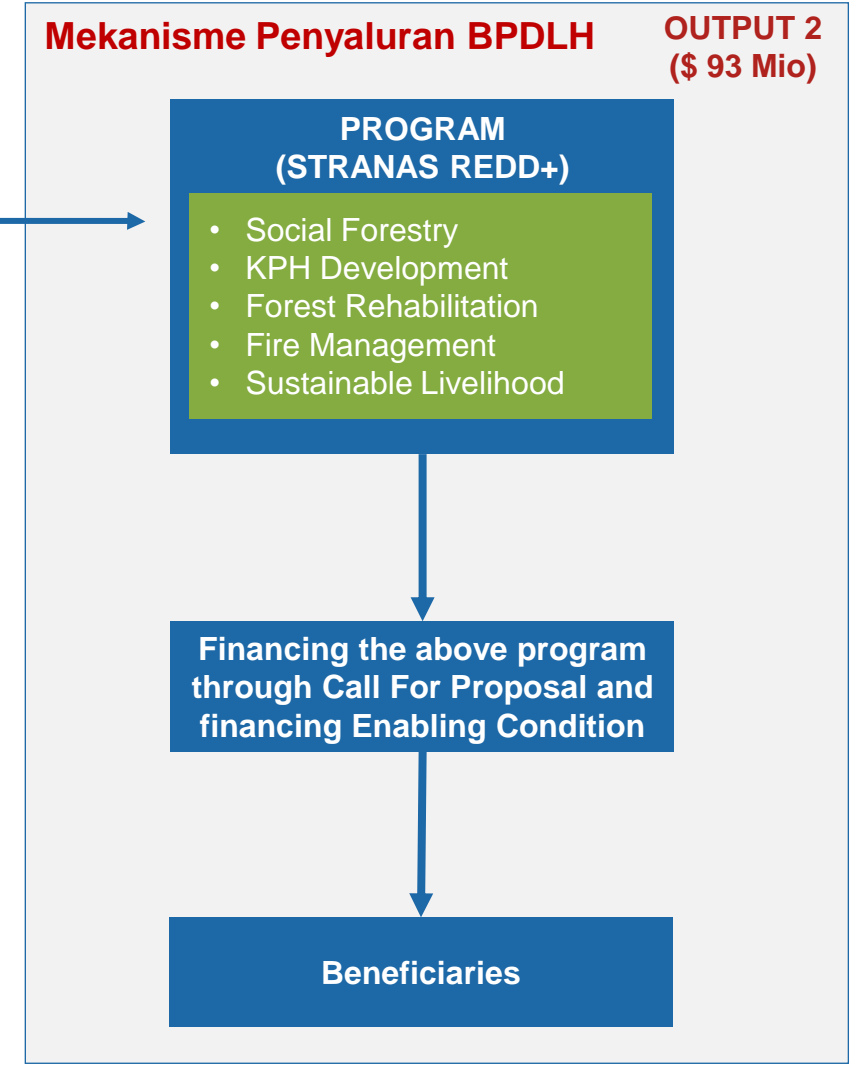 Mekanisme Penyaluran BPDLH
OUTPUT 2
($ 93 Mio)
PROGRAM
(STRANAS REDD+)
• Social Forestry
• KPH Development
• Forest Rehabilitation
• Fire Management
• Sustainable Livelihood
Financing the above program
through Call For Proposal and
financing Enabling Condition
Beneficiaries